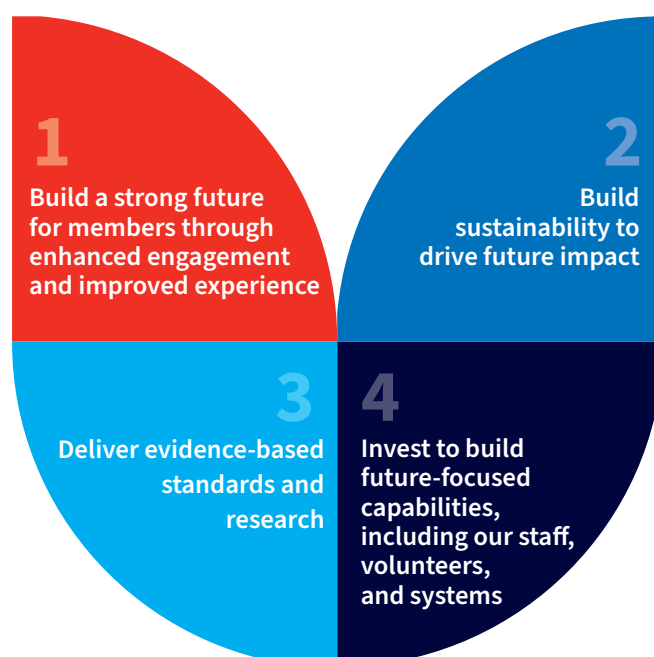 1
Build a strong future
for members through
enhanced engagement
and improved experience
2
Build
sustainability to
drive future impact
3
Deliver evidence-based
standards and
research
4
Invest to build
future-focused
capabilities,
including our staff,
volunteers,
and systems